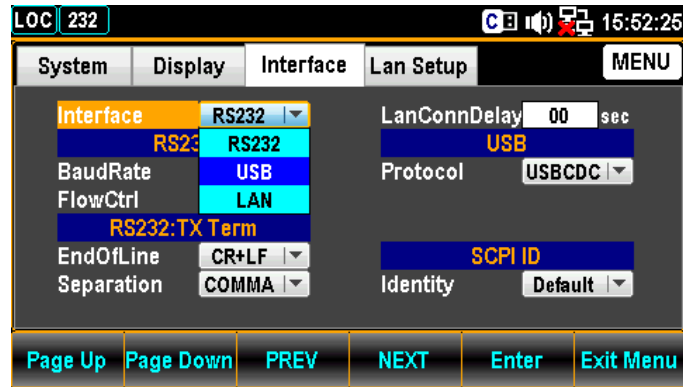 LOC 232 C 15:52:25
System Display Interface Lan Setup MENU
Interface RS232 LanConnDelay 00 sec
RS23 RS232 USB
BaudRate USB Protocol USBCDC
FlowCtrl LAN
RS232:TX Term
EndOfLine CR+LF SCPI ID
Separation COMMA Identity Default
Page Up Page Down PREV NEXT Enter Exit Menu